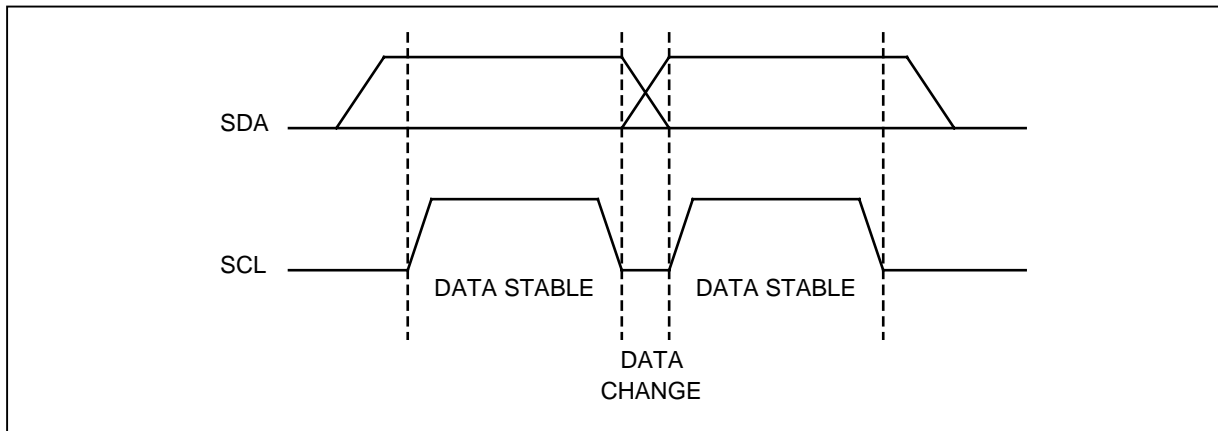 SDA
SCL
DATA STABLE
DATA STABLE
DATA
CHANGE